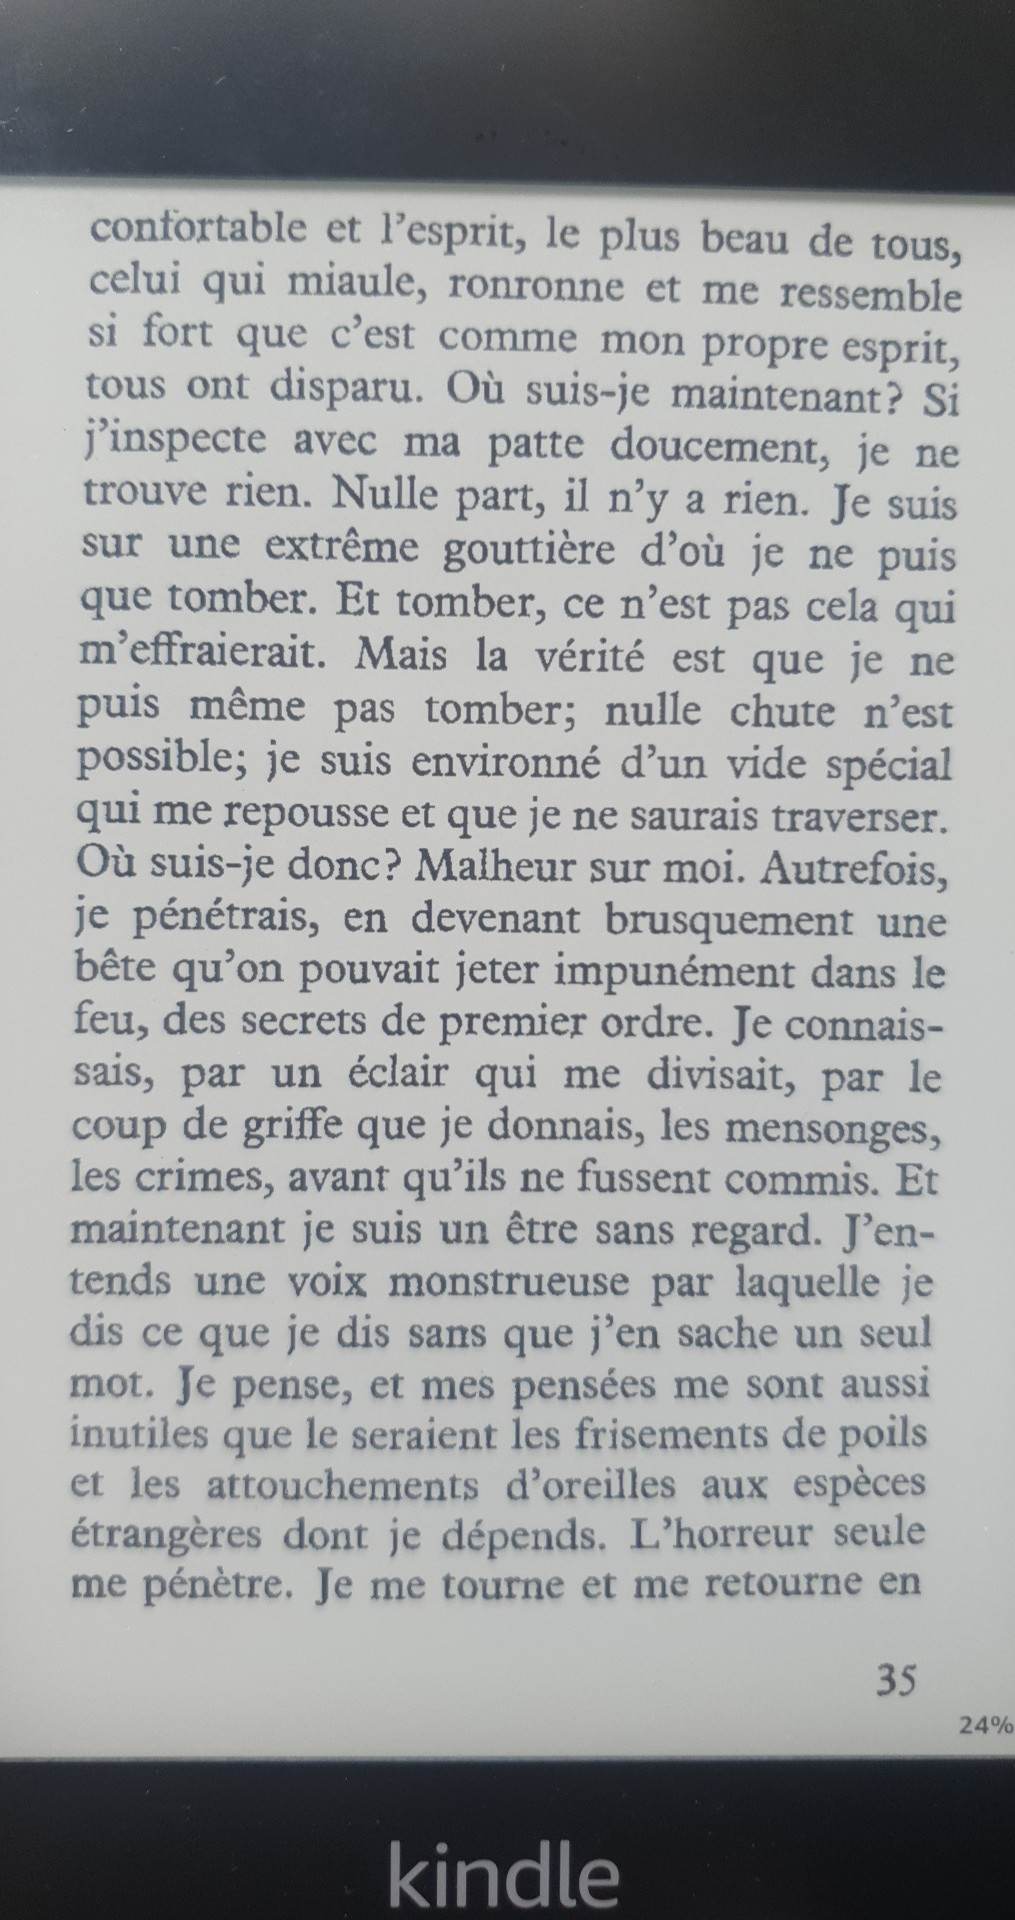 confortable et l'esprit, le plus beau de tous,
celui qui miaule, ronronne et me ressemble
si fort que c'est comme mon propre esprit,
tous ont disparu. Où suis-je maintenant? Si
j'inspecte avec ma patte doucement, je ne
trouve rien. Nulle part, il n'y a rien. Je suis
sur une extrême gouttière d'où je ne puis
que tomber. Et tomber, ce n'est pas cela qui
m'effraierait. Mais la vérité est que je ne
puis même pas tomber; nulle chute n'est
possible; je suis environné d'un vide spécial
qui me repousse et que je ne saurais traverser.
Où suis-je donc? Malheur sur moi. Autrefois,
je pénétrais, en devenant brusquement une
bête qu'on pouvait jeter impunément dans le
feu, des secrets de premier ordre. Je connais-
sais, par un éclair qui me divisait, par le
coup de griffe que je donnais, les mensonges,
les crimes, avant qu'ils ne fussent commis. Et
maintenant je suis un être sans regard. J'en-
tends une voix monstrueuse par laquelle je
dis ce que je dis sans que j'en sache un seul
mot. Je pense, et mes pensées me sont aussi
inutiles que le seraient les frisements de poils
et les attouchements d'oreilles aux espèces
étrangères dont je dépends. L'horreur seule
me pénètre. Je me tourne et me retourne en
35
24%
kindle